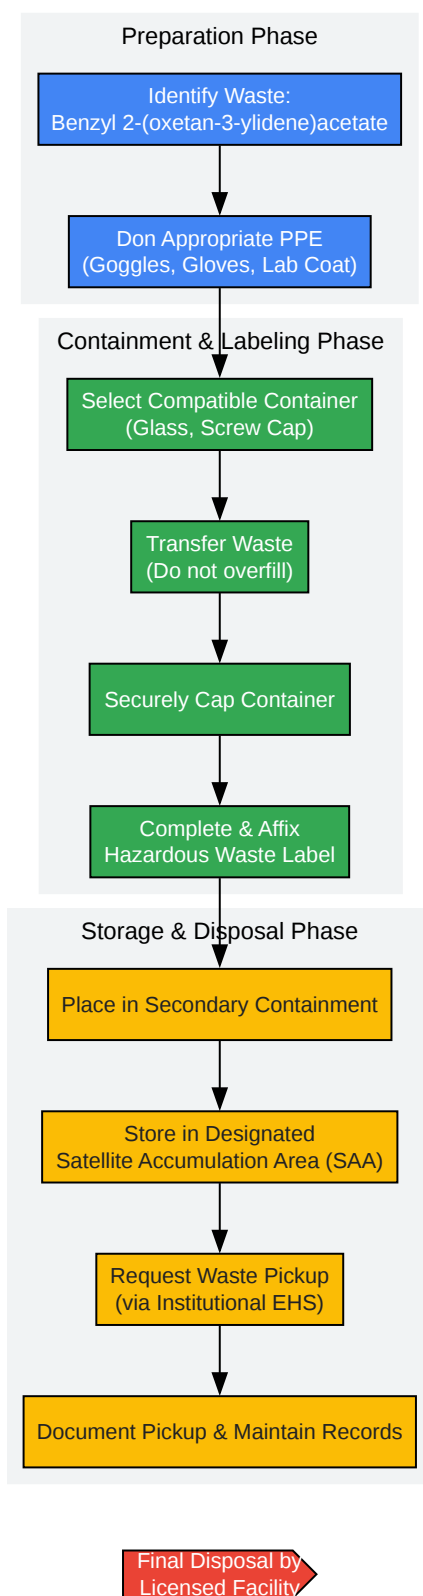 Preparation Phase
Identify Waste:
Benzyl 2-(oxetan-3-ylidene)acetate
Don Appropriate PPE
(Goggles, Gloves, Lab Coat)
Containment & Labeling Phase
Select Compatible Container
(Glass, Screw Cap)
Transfer Waste
(Do not overfill)
Securely Cap Container
Complete & Affix
Hazardous Waste Label
Storage & Disposal Phase
Place in Secondary Containment
Store in Designated
Satellite Accumulation Area (SAA)
Request Waste Pickup
(via Institutional EHS)
Document Pickup & Maintain Records
Final Disposal by
Licensed Facility